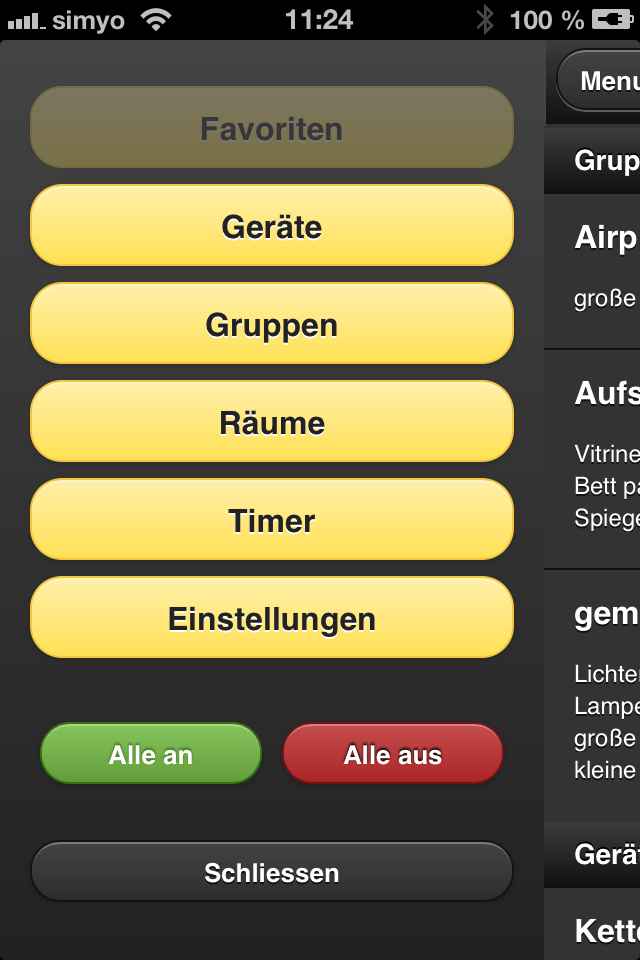 simyo 11:24 100 %
Favoriten
Geräte
Gruppen
Räume
Timer
Einstellungen
Alle an Alle aus
Schliessen
Menu
Grup
Airp
große
Aufs
Vitrine
Bett pa
Spiege
gem
Lichter
Lampe
große
kleine
Gerät
Kette